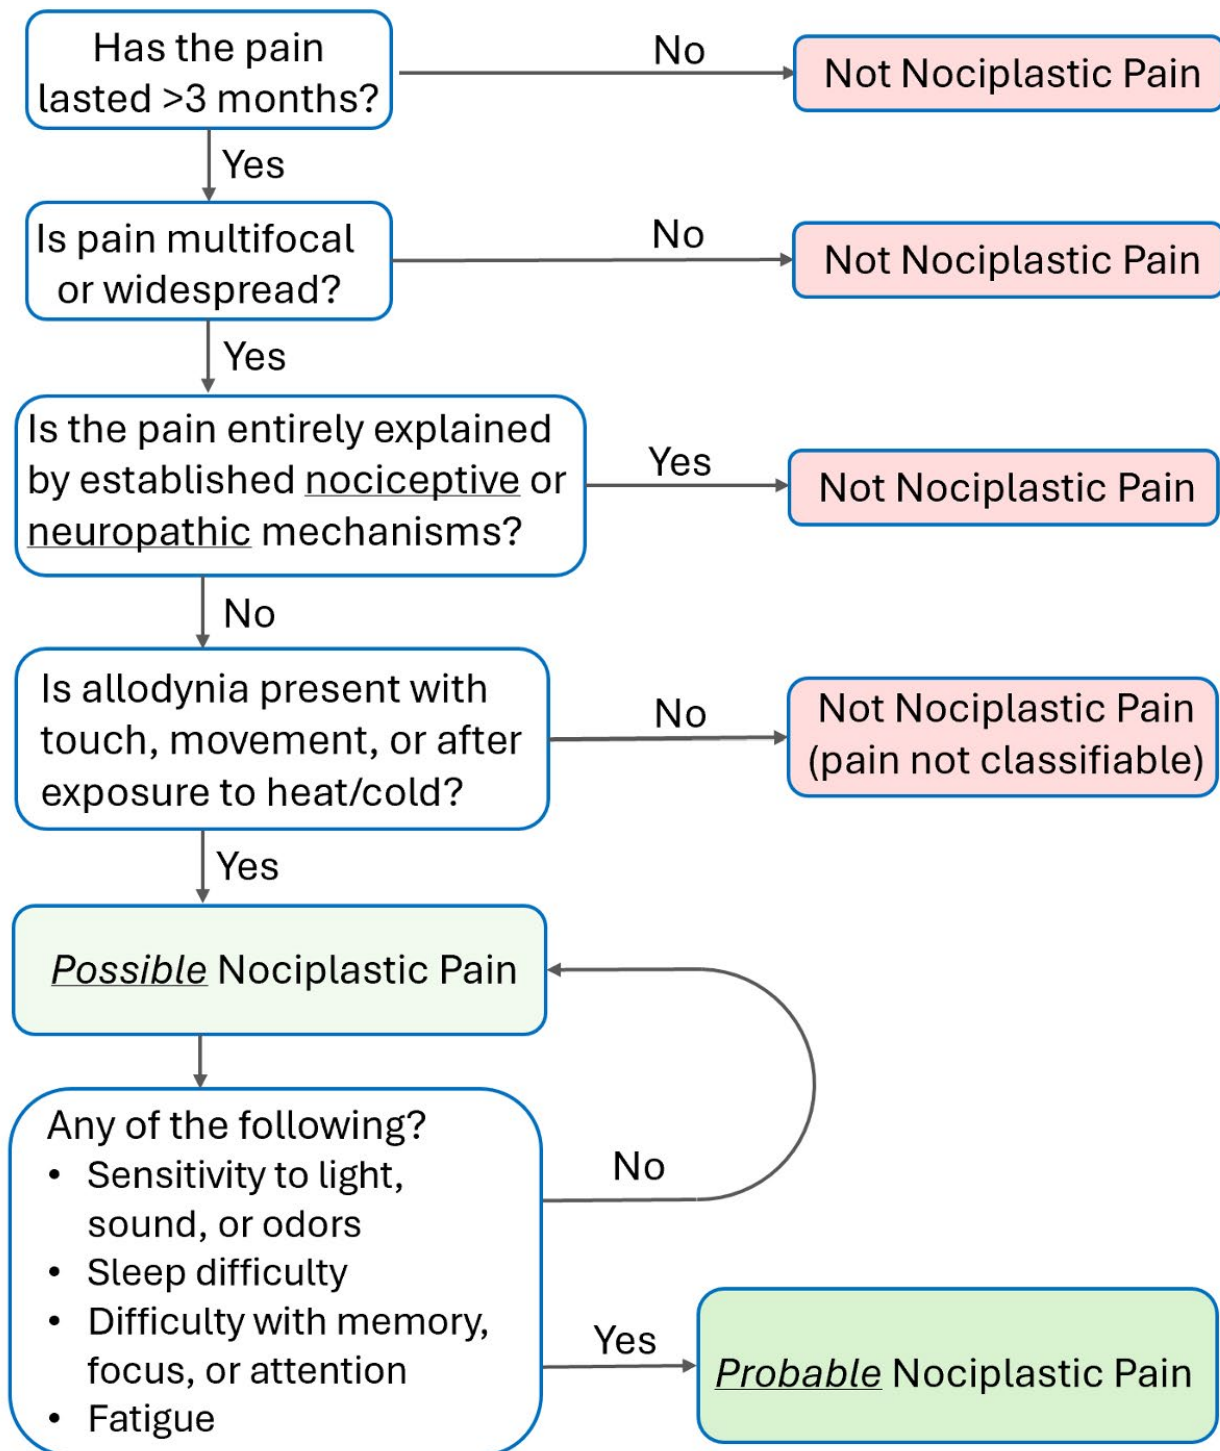 Has the pain
lasted >3 months?
No
Not Nociplastic Pain
Yes
Is pain multifocal
or widespread?
No
Not Nociplastic Pain
Yes
Is the pain entirely explained
by established nociceptive or
neuropathic mechanisms?
Yes
Not Nociplastic Pain
No
Is allodynia present with
touch, movement, or after
exposure to heat/cold?
No
Not Nociplastic Pain
(pain not classifiable)
Yes
Possible Nociplastic Pain
Any of the following?
• Sensitivity to light,
sound, or odors
• Sleep difficulty
• Difficulty with memory,
focus, or attention
• Fatigue
No
Yes
Probable Nociplastic Pain